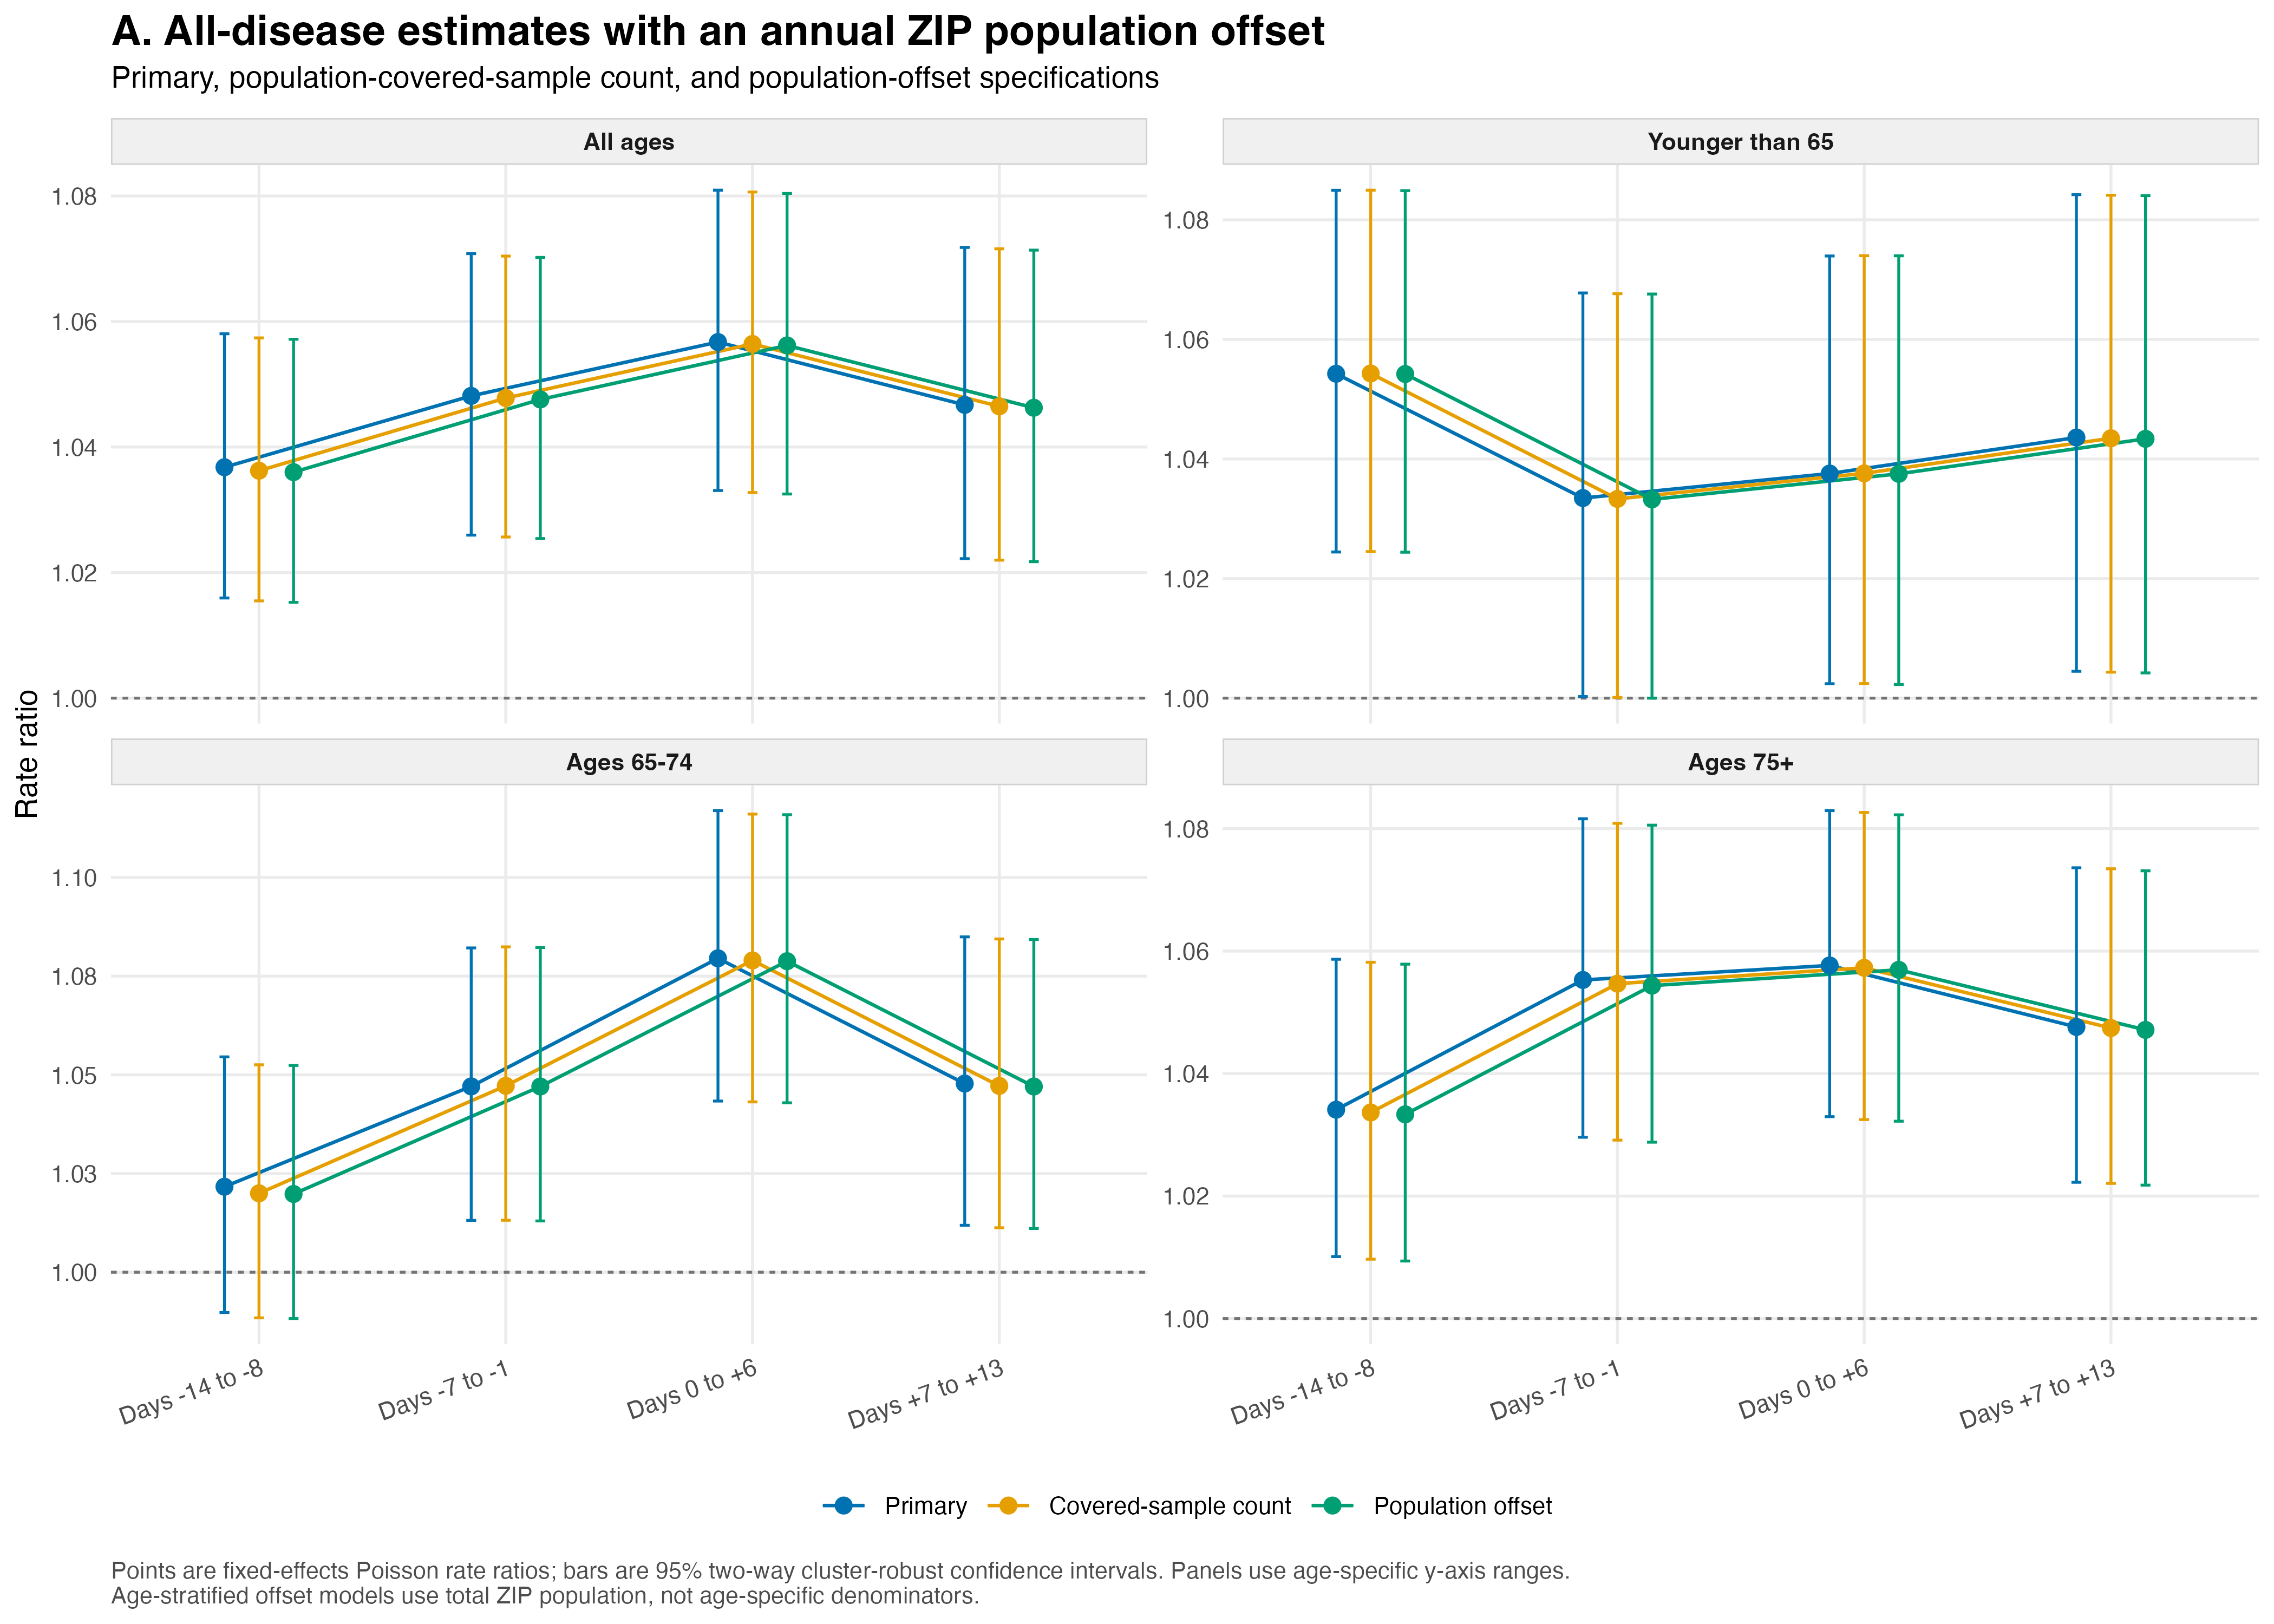 A. All-disease estimates with an annual ZIP population offset
Primary, population-covered-sample count, and population-offset specifications
All ages
Younger than 65
1.08
1.06
1.04
1.02
1.00
1.08
1.06
1.04
1.02
1.00
Rate ratio
Ages 65-74
Ages 75+
1.10
1.08
1.05
1.03
1.00
1.08
1.06
1.04
1.02
1.00
Days -14 to -8
Days -7 to -1
Days 0 to +6
Days +7 to +13
Days -14 to -8
Days -7 to -1
Days 0 to +6
Days +7 to +13
Primary
Covered-sample count
Population offset
Points are fixed-effects Poisson rate ratios; bars are 95% two-way cluster-robust confidence intervals. Panels use age-specific y-axis ranges.
Age-stratified offset models use total ZIP population, not age-specific denominators.